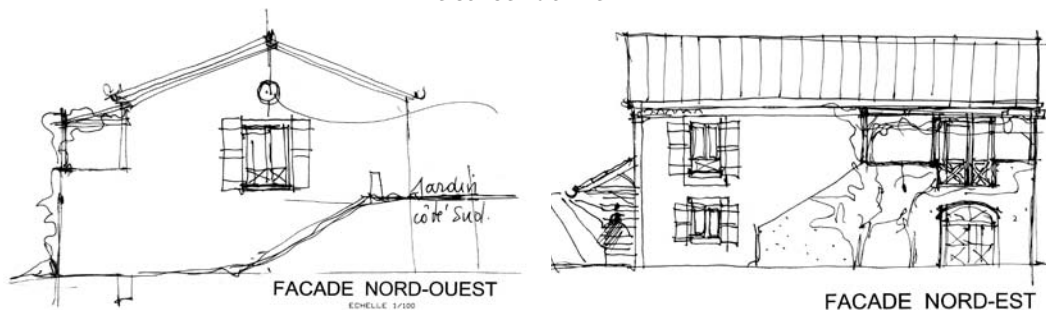 Jardin
côté Sud.
FACADE NORD-OUEST
ECHELLE 1/100
FACADE NORD-EST